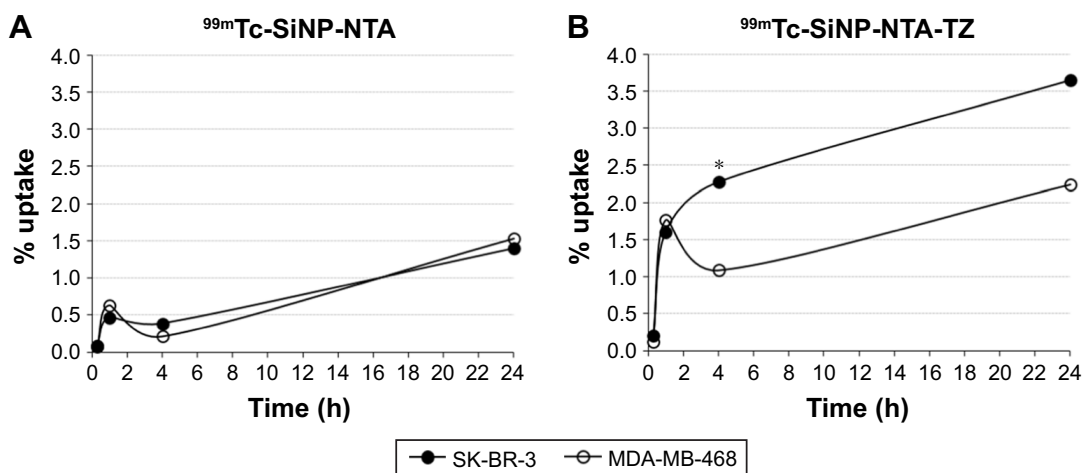 A
⁹⁹ᵐTc-SiNP-NTA
4.0
3.5
3.0
2.5
2.0
1.5
1.0
0.5
0.0
% uptake
0 2 4 6 8 10 12 14 16 18 20 22 24
Time (h)
B
⁹⁹ᵐTc-SiNP-NTA-TZ
4.0
3.5
3.0
2.5
2.0
1.5
1.0
0.5
0.0
% uptake
*
0 2 4 6 8 10 12 14 16 18 20 22 24
Time (h)
SK-BR-3 MDA-MB-468